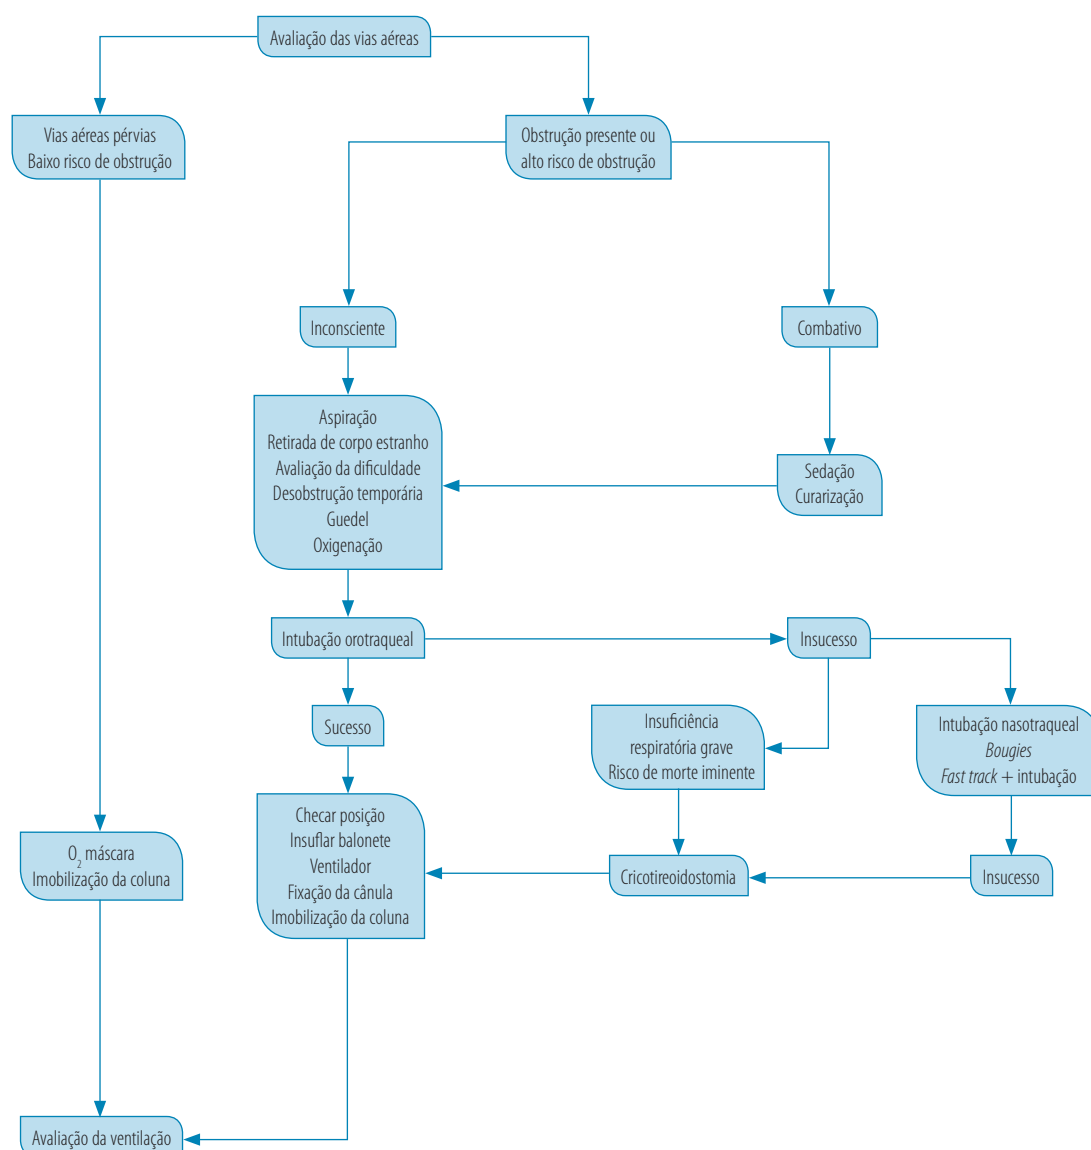 Avaliação das vias aéreas
Vias aéreas pérvias
Baixo risco de obstrução
Obstrução presente ou
alto risco de obstrução
Inconsciente
Combativo
Aspiração
Retirada de corpo estranho
Avaliação da dificuldade
Desobstrução temporária
Guedel
Oxigenação
Sedação
Curarização
Intubação orotraqueal
Insucesso
Sucesso
Insuficiência
respiratória grave
Risco de morte iminente
Intubação nasotraqueal
Bougies
Fast track + intubação
Checar posição
Insuflar balonete
Ventilador
Fixação da cânula
Imobilização da coluna
O₂ máscara
Imobilização da coluna
Cricotireoidostomia
Insucesso
Avaliação da ventilação